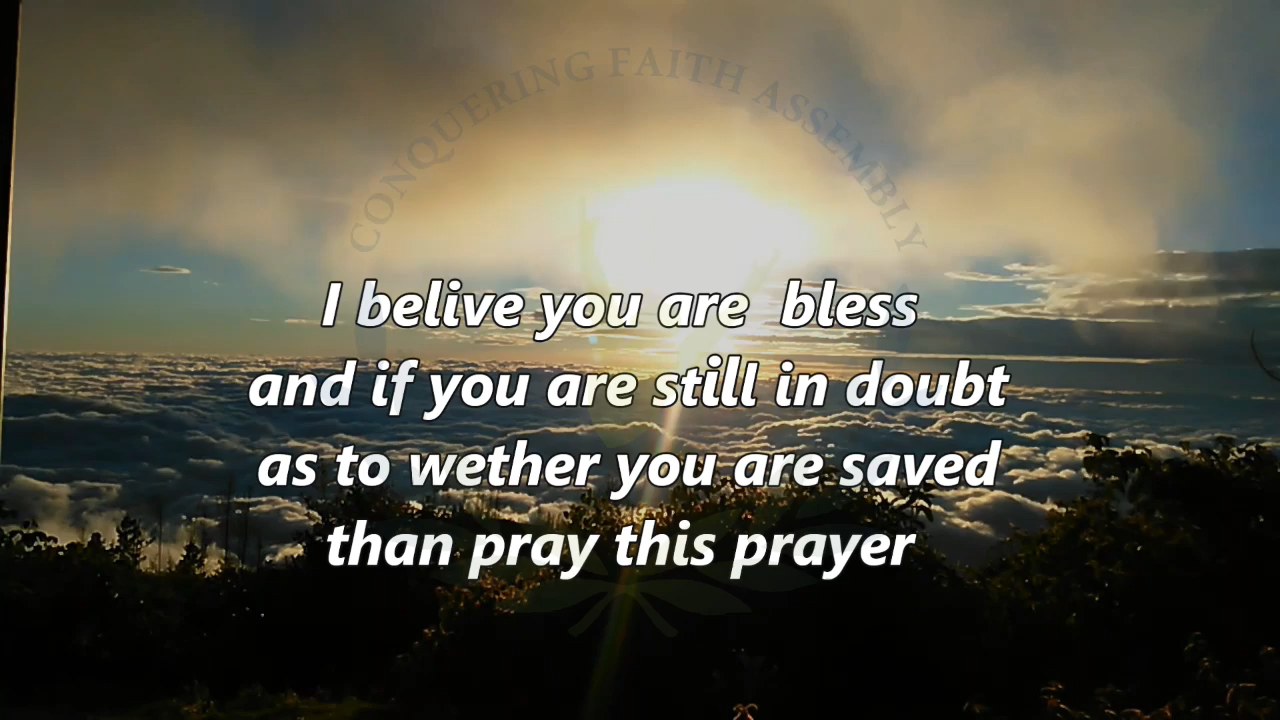 CONQUERING FAITH ASSEMBLY
I belive you are  bless
and if you are still in doubt
as to wether you are saved
than pray this prayer